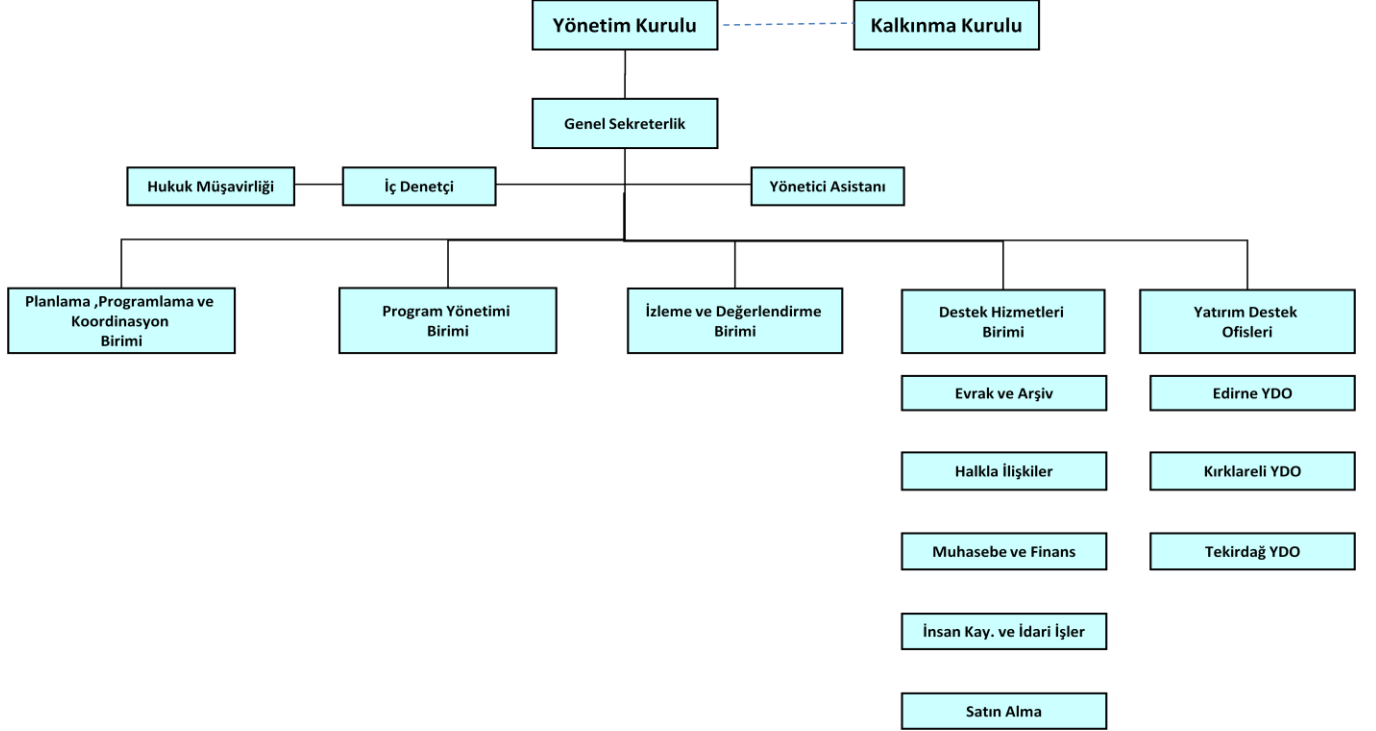 Yönetim Kurulu
Kalkınma Kurulu
Genel Sekreterlik
Hukuk Müşavirliği
İç Denetçi
Yönetici Asistanı
Planlama ,Programlama ve
Koordinasyon
Birimi
Program Yönetimi
Birimi
İzleme ve Değerlendirme
Birimi
Destek Hizmetleri
Birimi
Yatırım Destek
Ofisleri
Evrak ve Arşiv
Edirne YDO
Halkla İlişkiler
Kırklareli YDO
Muhasebe ve Finans
Tekirdağ YDO
İnsan Kay. ve İdari İşler
Satın Alma